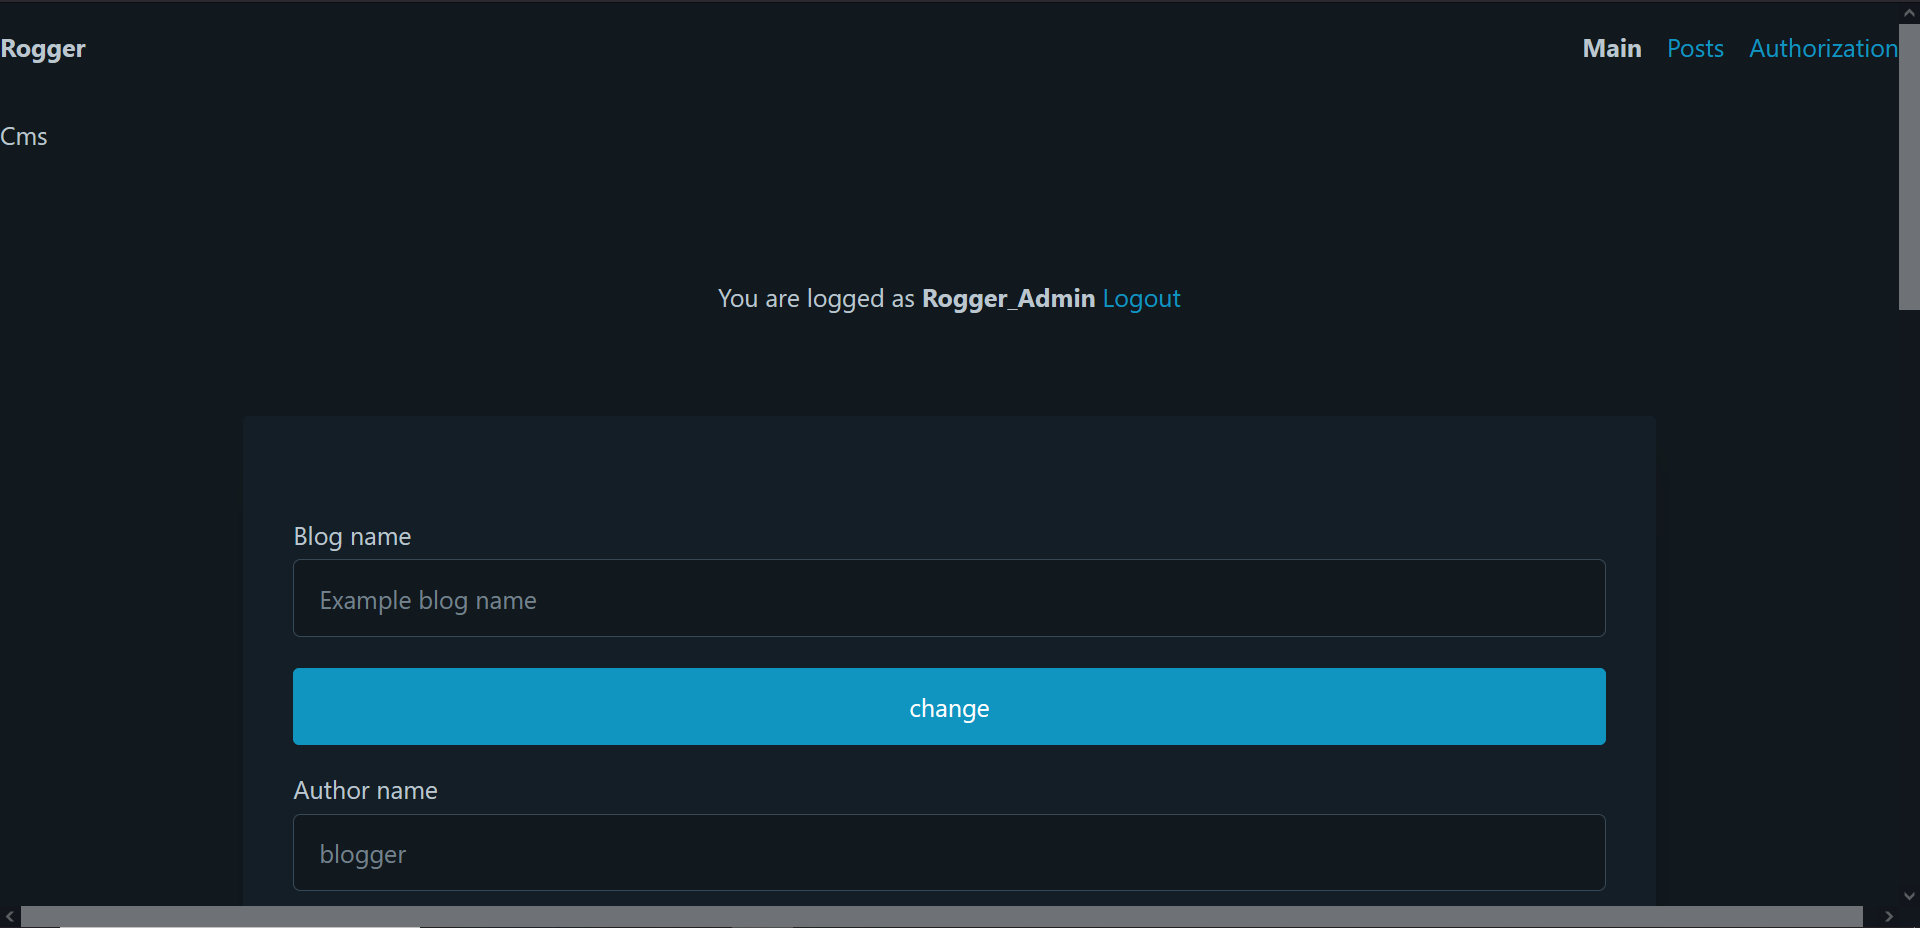 Rogger
Main Posts Authorization
Cms
You are logged as Rogger_Admin Logout
Blog name
Example blog name
change
Author name
blogger